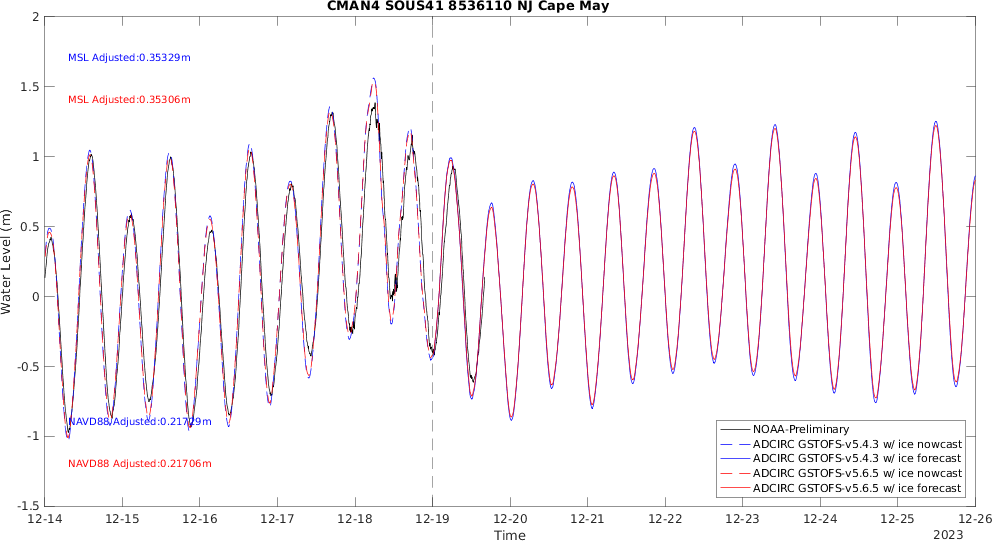 CMAN4 SOUS41 8536110 NJ Cape May
2
1.5
1
0.5
0
-0.5
-1
-1.5
Water Level (m)
MSL Adjusted:0.35329m
MSL Adjusted:0.35306m
NAVD88 Adjusted:0.21729m
NAVD88 Adjusted:0.21706m
NOAA-Preliminary
ADCIRC GSTOFS-v5.4.3 w/ ice nowcast
ADCIRC GSTOFS-v5.4.3 w/ ice forecast
ADCIRC GSTOFS-v5.6.5 w/ ice nowcast
ADCIRC GSTOFS-v5.6.5 w/ ice forecast
12-14 12-15 12-16 12-17 12-18 12-19 12-20 12-21 12-22 12-23 12-24 12-25 12-26
Time
2023